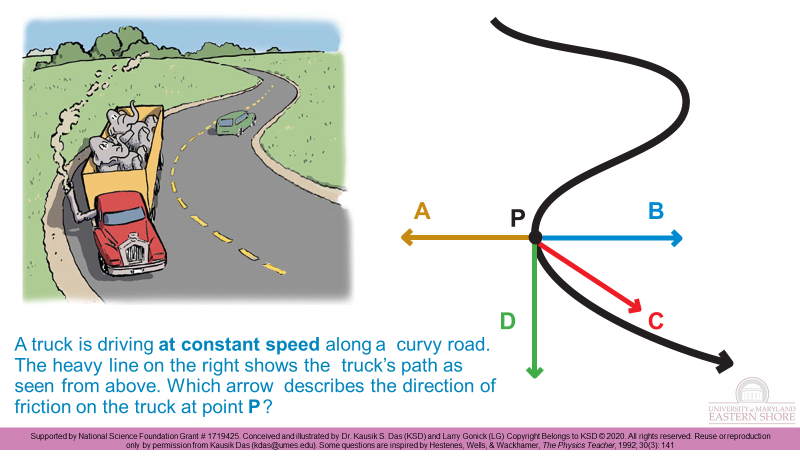 A
P
B
D
C
A truck is driving at constant speed along a curvy road.
The heavy line on the right shows the truck's path as
seen from above. Which arrow describes the direction of
friction on the truck at point P?
UNIVERSITY of MARYLAND
EASTERN SHORE
Supported by National Science Foundation Grant # 1719425. Conceived and illustrated by Dr. Kausik S. Das (KSD) and Larry Gonick (LG) Copyright Belongs to KSD © 2020. All rights reserved. Reuse or reproduction
only by permission from Kausik Das (kdas@umes.edu). Some questions are inspired by Hestenes, Wells, & Wackhamer, The Physics Teacher, 1992; 30(3): 141